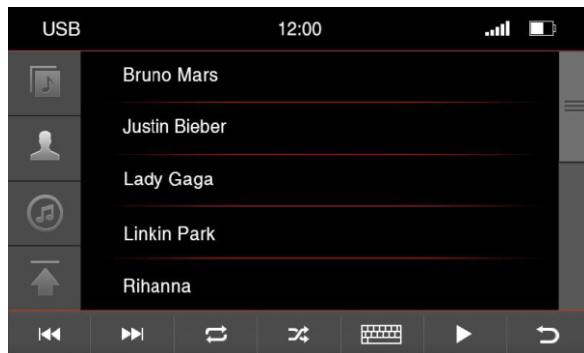 USB 12:00
Bruno Mars
Justin Bieber
Lady Gaga
Linkin Park
Rihanna